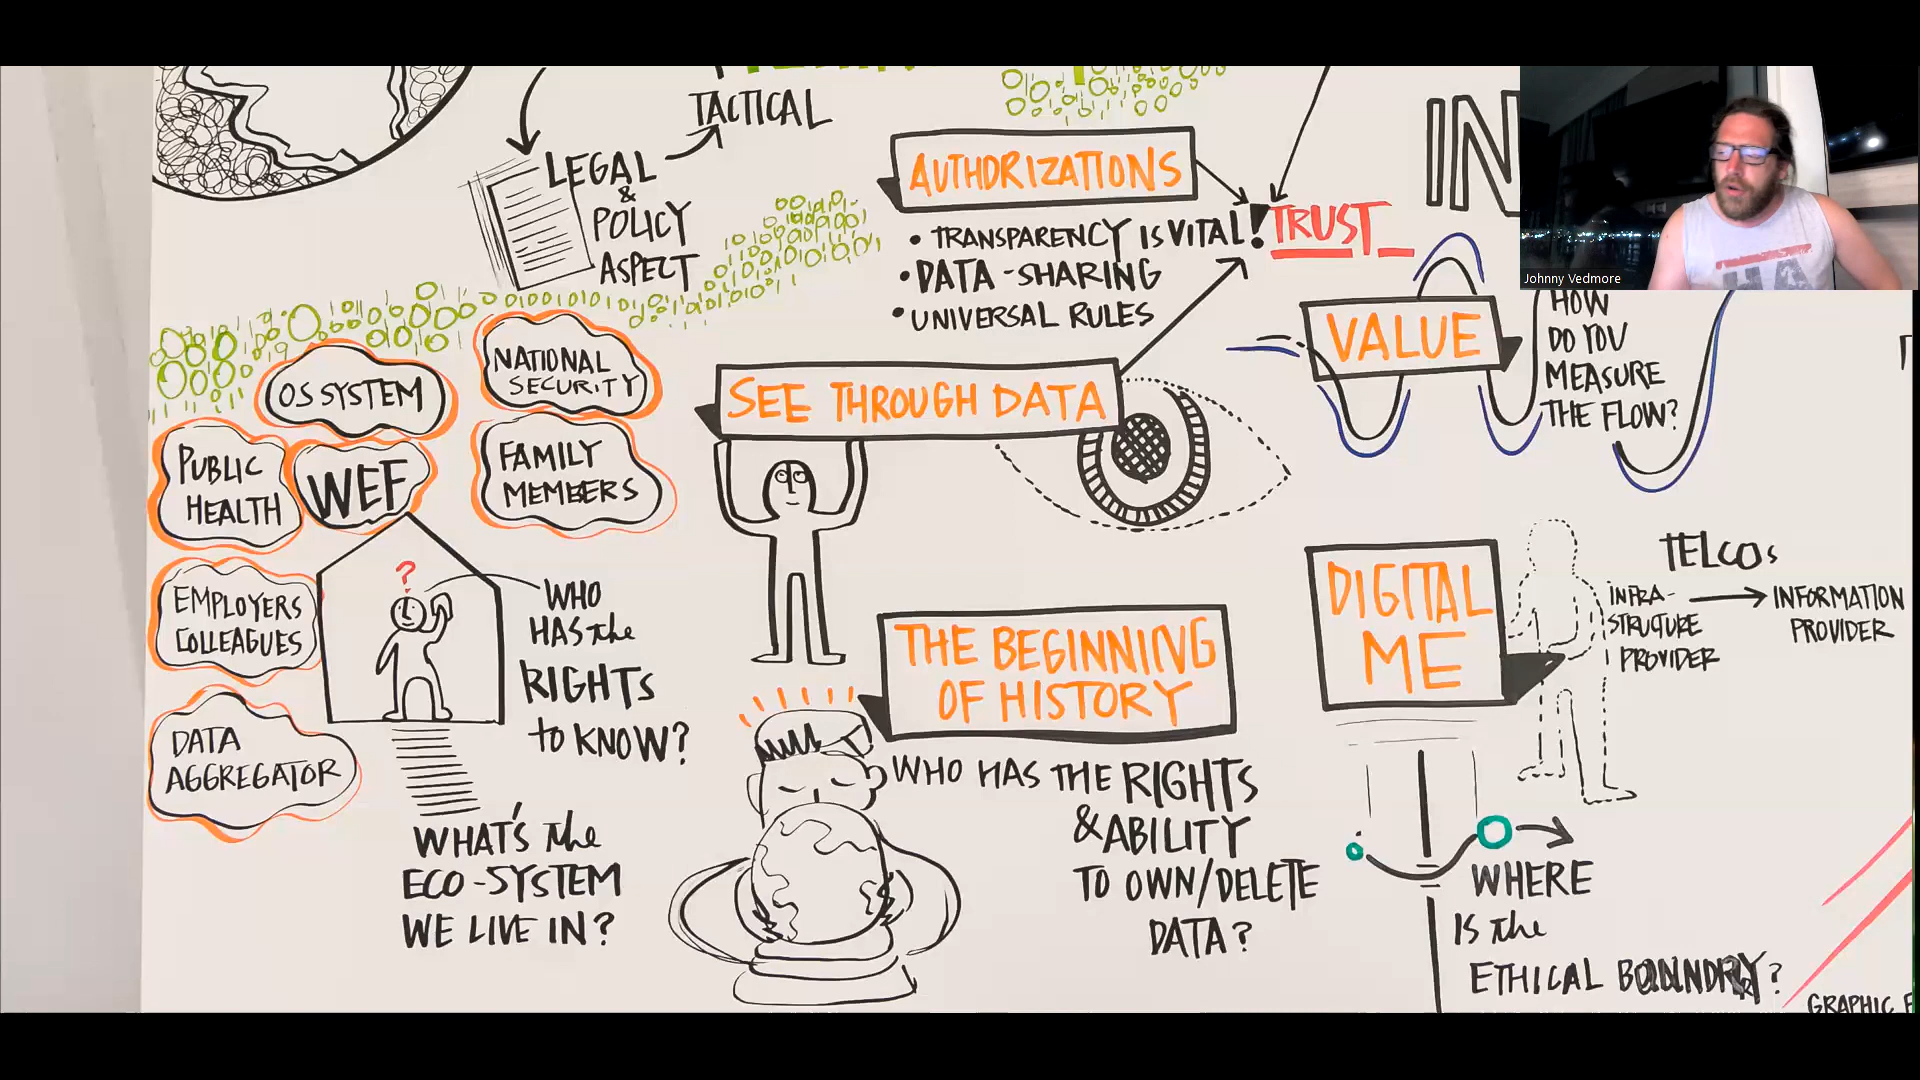 TACTICAL
LEGAL
&
POLICY
ASPECT
AUTHORIZATIONS
• TRANSPARENCY IS VITAL!
• DATA-SHARING
• UNIVERSAL RULES
TRUST
IN
Johnny Vedmore
VALUE
HOW
DO YOU
MEASURE
THE FLOW?
OS SYSTEM
NATIONAL
SECURITY
PUBLIC
HEALTH
WEF
FAMILY
MEMBERS
EMPLOYERS
COLLEAGUES
DATA
AGGREGATOR
?
WHO
HAS the
RIGHTS
to KNOW?
WHAT'S the
ECO-SYSTEM
WE LIVE IN?
SEE THROUGH DATA
THE BEGINNING
OF HISTORY
WHO HAS THE RIGHTS
& ABILITY
TO OWN/DELETE
DATA?
DIGITAL
ME
TELCOs
INFRA-
STRUCTURE
PROVIDER
INFORMATION
PROVIDER
WHERE
IS the
ETHICAL BOUNDRY?
GRAPHIC